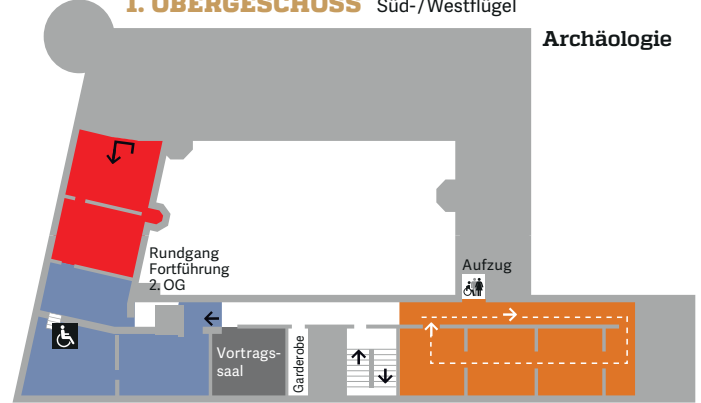 1. OBERGESCHOSS Süd-/Westflügel
Archäologie
Rundgang
Fortführung
2. OG
Aufzug
Vortrags-
saal
Garderobe